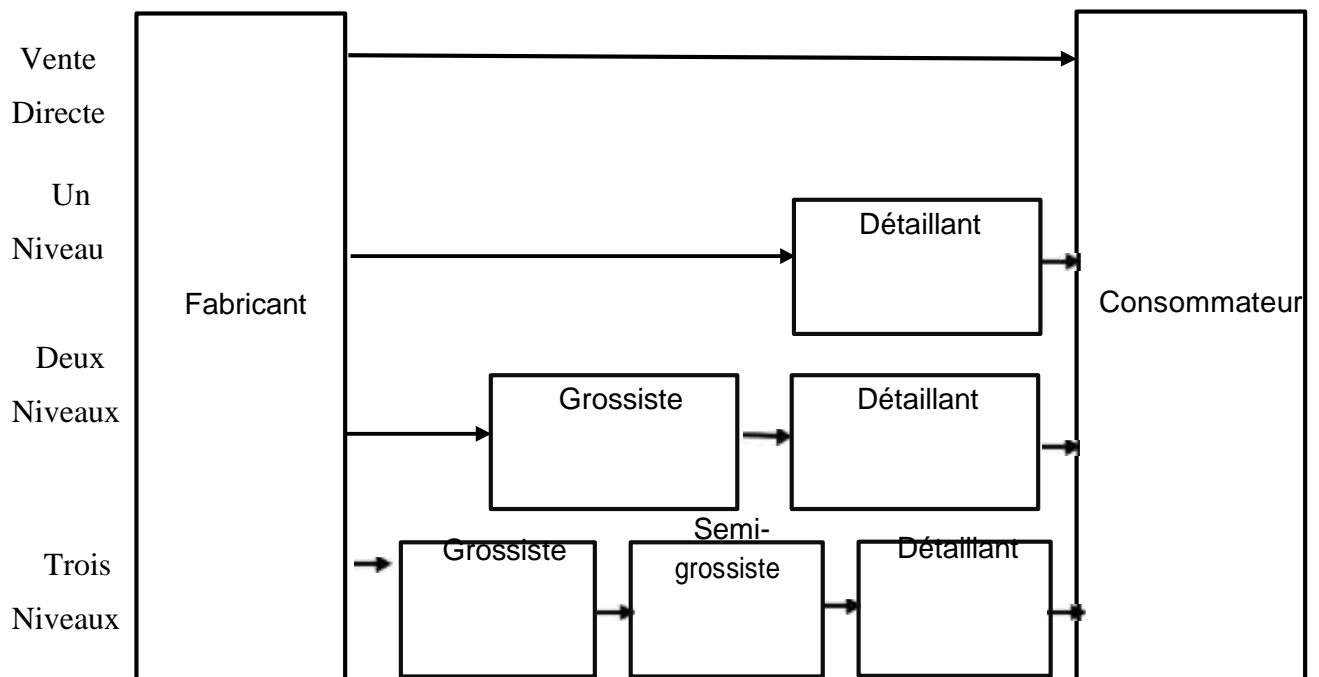 Vente
Directe
Un
Niveau
Détaillant
Fabricant
Consommateur
Deux
Niveaux
Grossiste
Détaillant
Trois
Niveaux
Grossiste
Semi-
grossiste
Détaillant